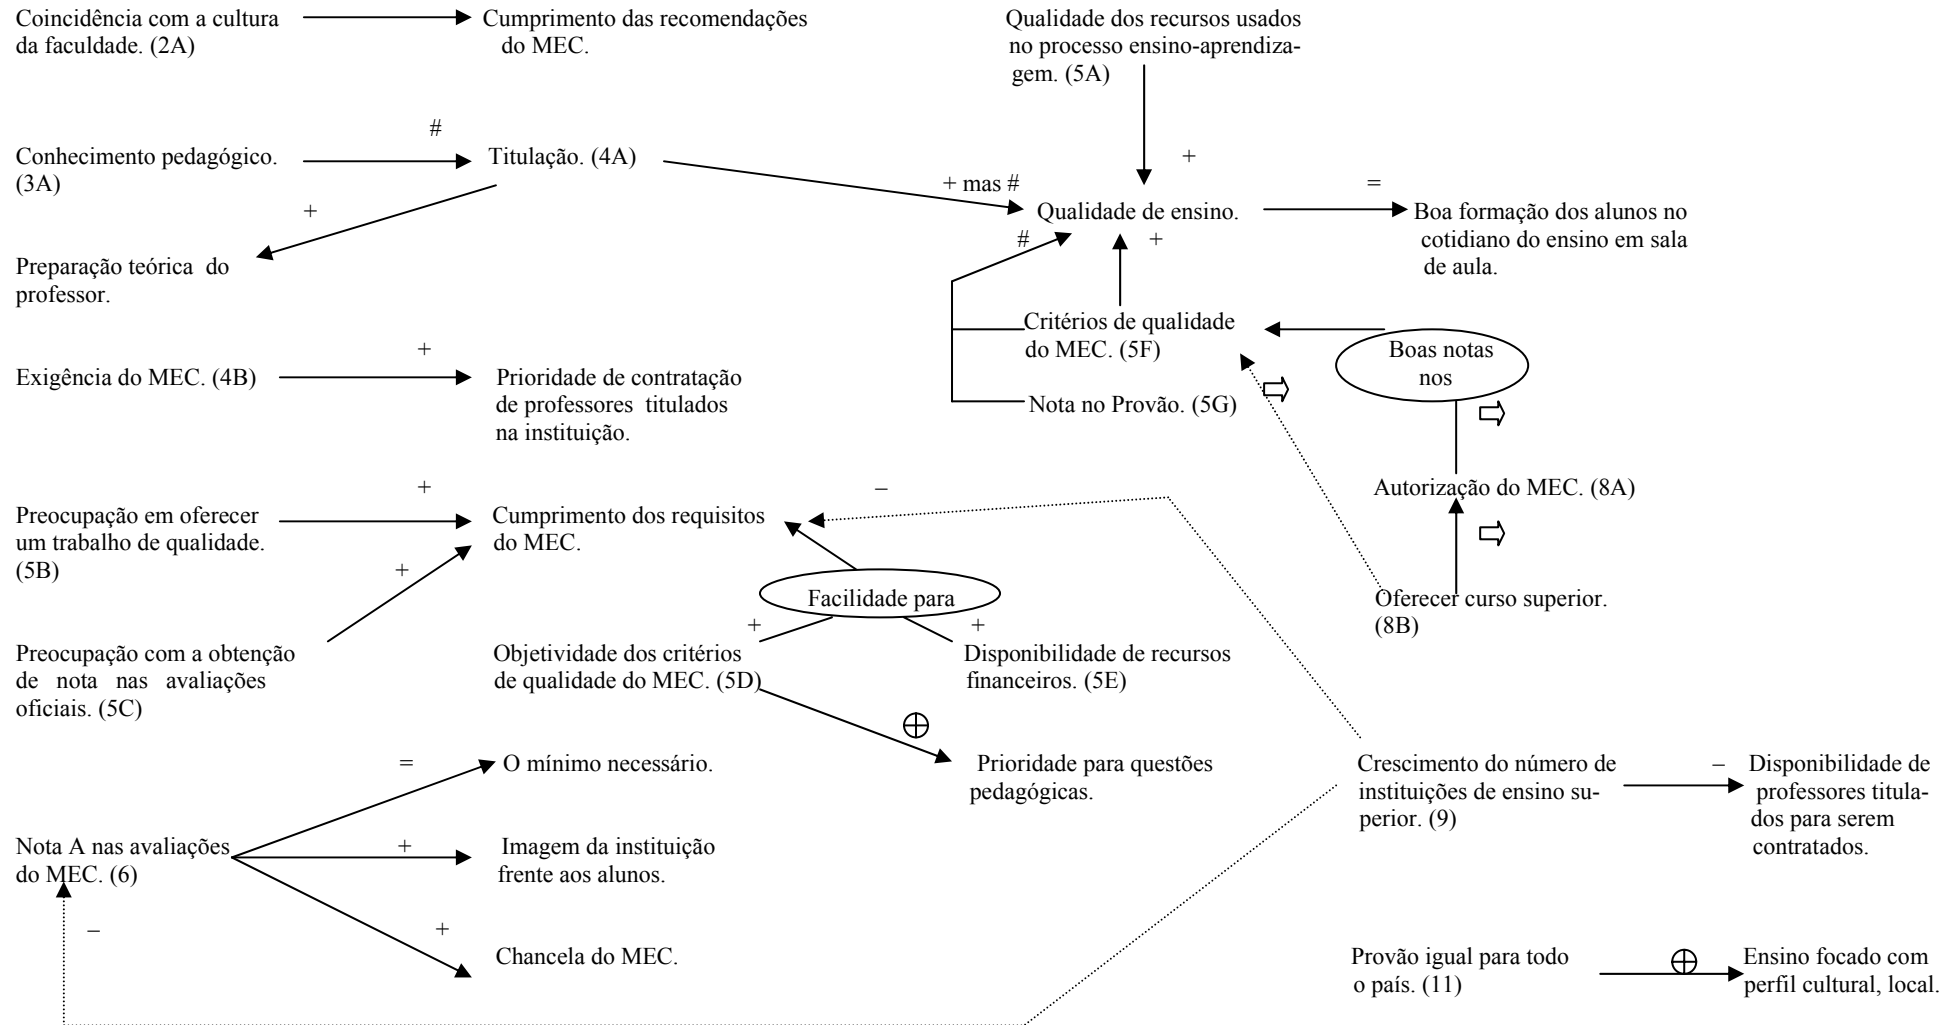 Coincidência com a cultura
da faculdade. (2A)
Cumprimento das recomendações
do MEC.
Qualidade dos recursos usados
no processo ensino-aprendiza-
gem. (5A)
#
Conhecimento pedagógico.
(3A)
Titulação. (4A)
+
+ mas #
=
+
Qualidade de ensino.
Boa formação dos alunos no
cotidiano do ensino em sala
de aula.
#
+
Preparação teórica do
professor.
Critérios de qualidade
do MEC. (5F)
Boas notas
nos
+
Exigência do MEC. (4B)
Prioridade de contratação
de professores titulados
na instituição.
Nota no Provão. (5G)
+
–
Autorização do MEC. (8A)
Preocupação em oferecer
um trabalho de qualidade.
(5B)
Cumprimento dos requisitos
do MEC.
+
Facilidade para
Oferecer curso superior.
(8B)
+
+
Preocupação com a obtenção
de nota nas avaliações
oficiais. (5C)
Objetividade dos critérios
de qualidade do MEC. (5D)
Disponibilidade de recursos
financeiros. (5E)
⊕
=
O mínimo necessário.
Prioridade para questões
pedagógicas.
Crescimento do número de
instituições de ensino su-
perior. (9)
–
Disponibilidade de
professores titula-
dos para serem
contratados.
Nota A nas avaliações
do MEC. (6)
+
Imagem da instituição
frente aos alunos.
–
+
Chancela do MEC.
Provão igual para todo
o país. (11)
⊕
Ensino focado com
perfil cultural, local.